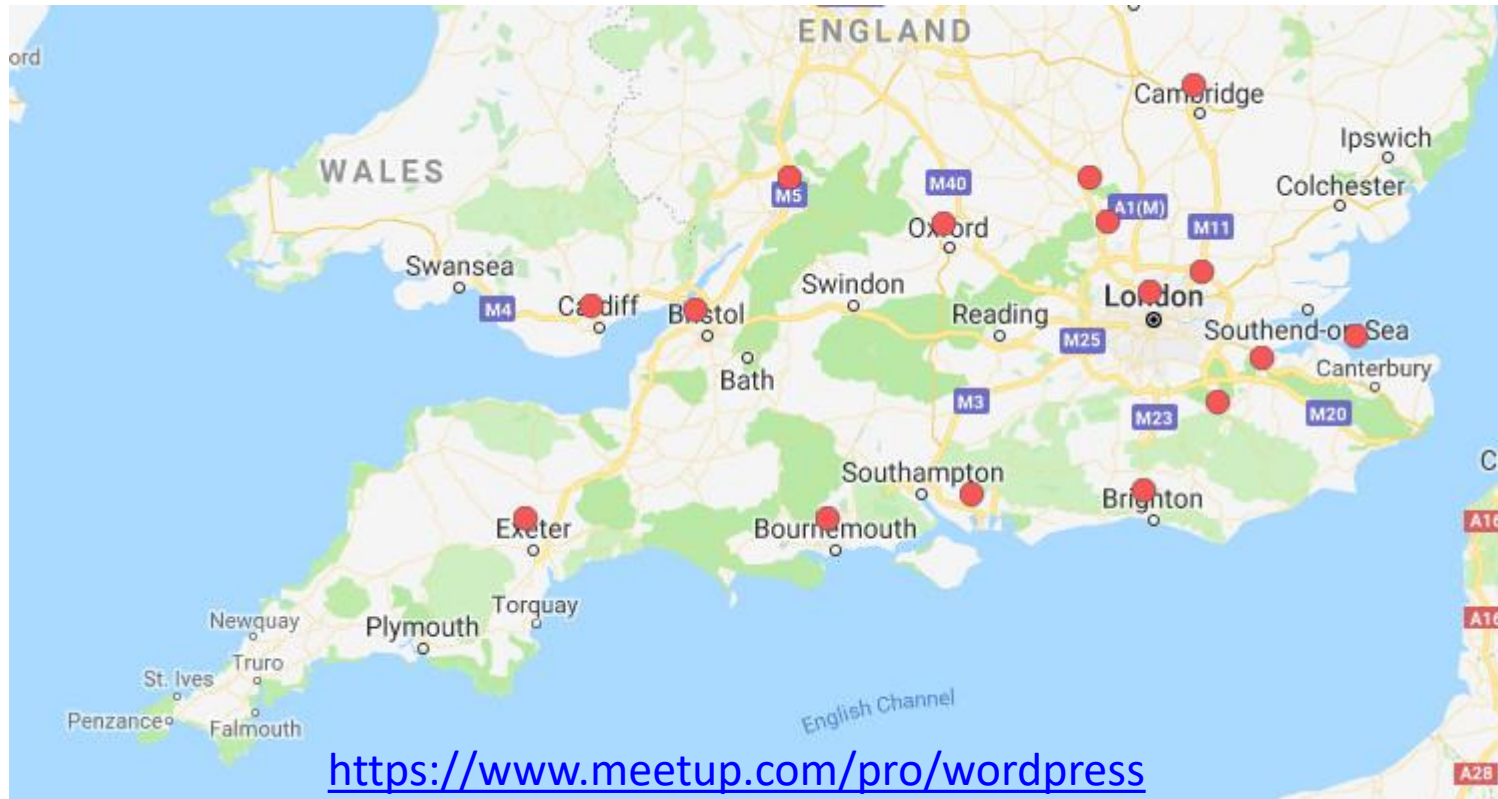 ENGLAND
ord
Cambridge
Ipswich
WALES
M5
M40
Colchester
A1(M)
M11
Oxford
Swansea
Swindon
London
M4
Cardiff
Bristol
Reading
Southend-on-Sea
M25
Bath
Canterbury
M3
M23
M20
Southampton
C
Brighton
Exeter
Bournemouth
A16
Torquay
Newquay
Plymouth
A16
Truro
St. Ives
English Channel
Penzance
Falmouth
https://www.meetup.com/pro/wordpress
A28